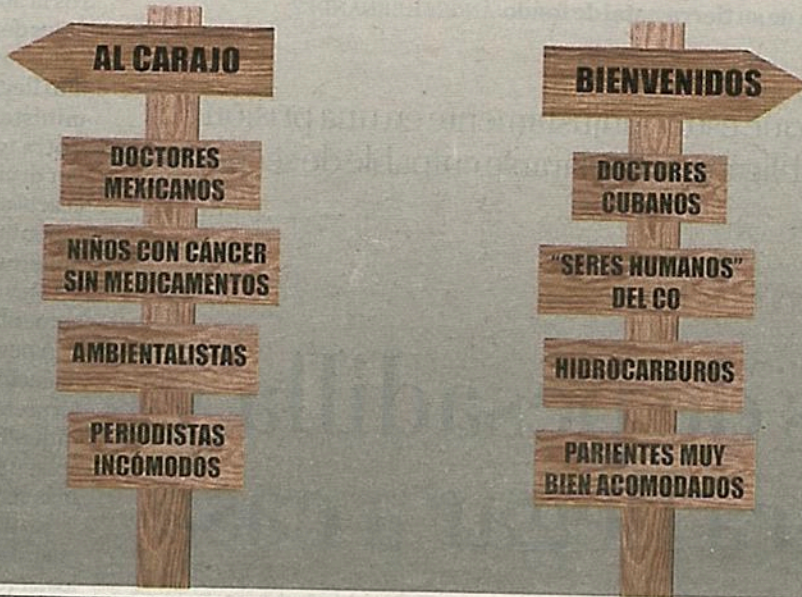 AL CARAJO
DOCTORES
MEXICANOS
NIÑOS CON CÁNCER
SIN MEDICAMENTOS
AMBIENTALISTAS
PERIODISTAS
INCÓMODOS
BIENVENIDOS
DOCTORES
CUBANOS
"SERES HUMANOS"
DEL CO
HIDROCARBUROS
PARIENTES MUY
BIEN ACOMODADOS